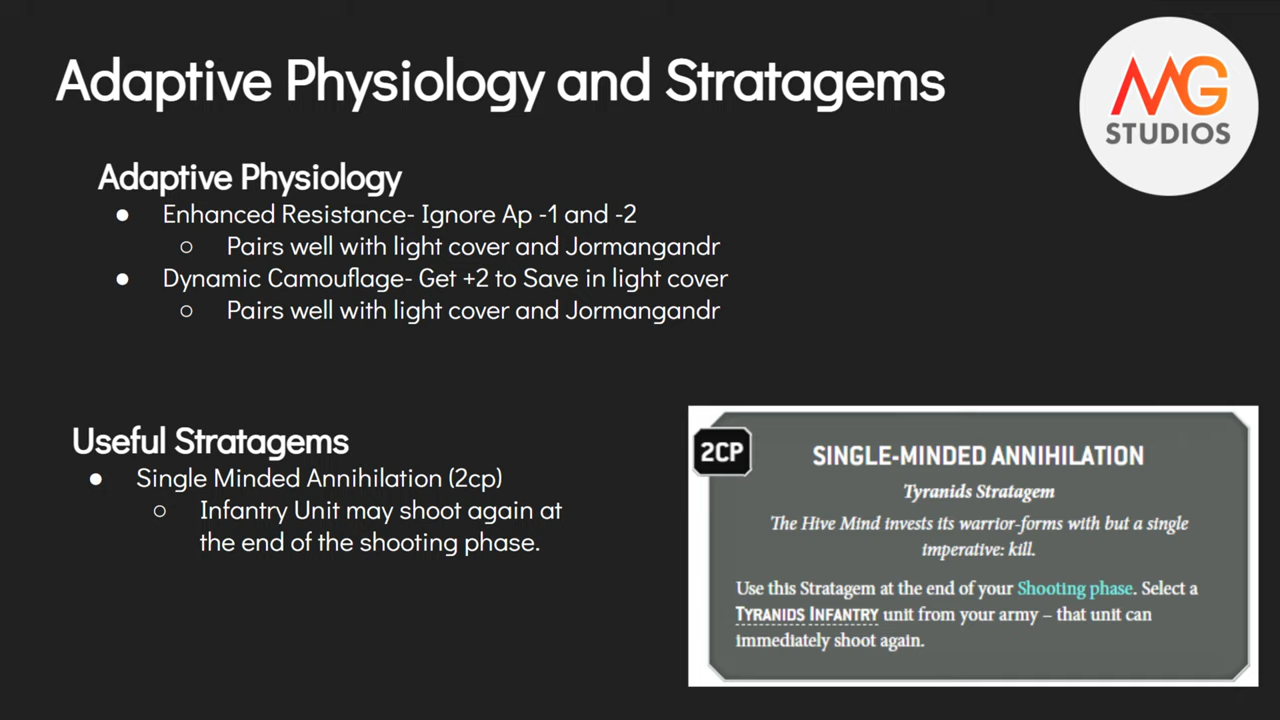 Adaptive Physiology and Stratagems
MG
STUDIOS
Adaptive Physiology
● Enhanced Resistance- Ignore Ap -1 and -2
○ Pairs well with light cover and Jormangandr
● Dynamic Camouflage- Get +2 to Save in light cover
○ Pairs well with light cover and Jormangandr
Useful Stratagems
● Single Minded Annihilation (2cp)
○ Infantry Unit may shoot again at
the end of the shooting phase.
2CP
SINGLE-MINDED ANNIHILATION
Tyranids Stratagem
The Hive Mind invests its warrior-forms with but a single
imperative: kill.
Use this Stratagem at the end of your Shooting phase. Select a
TYRANIDS INFANTRY unit from your army – that unit can
immediately shoot again.